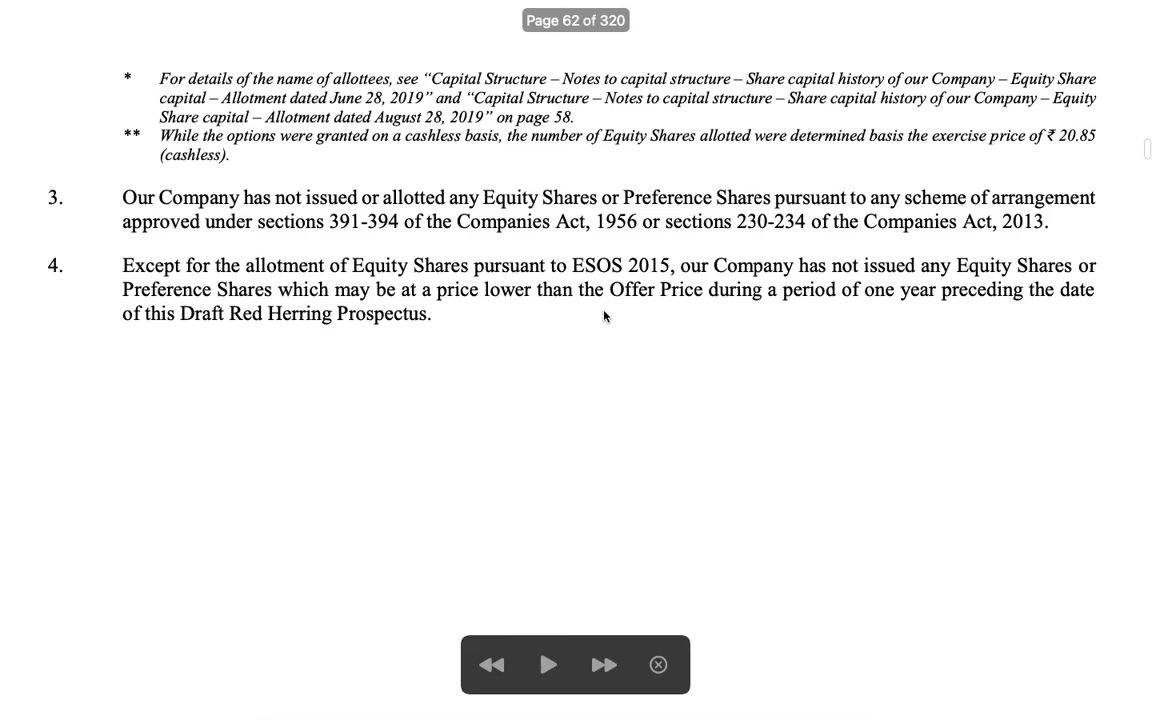 Page 62 of 320
* For details of the name of allottees, see “Capital Structure – Notes to capital structure – Share capital history of our Company – Equity Share
capital – Allotment dated June 28, 2019” and “Capital Structure – Notes to capital structure – Share capital history of our Company – Equity
Share capital – Allotment dated August 28, 2019” on page 58.
** While the options were granted on a cashless basis, the number of Equity Shares allotted were determined basis the exercise price of ₹ 20.85
(cashless).
3. Our Company has not issued or allotted any Equity Shares or Preference Shares pursuant to any scheme of arrangement
approved under sections 391-394 of the Companies Act, 1956 or sections 230-234 of the Companies Act, 2013.
4. Except for the allotment of Equity Shares pursuant to ESOS 2015, our Company has not issued any Equity Shares or
Preference Shares which may be at a price lower than the Offer Price during a period of one year preceding the date
of this Draft Red Herring Prospectus.